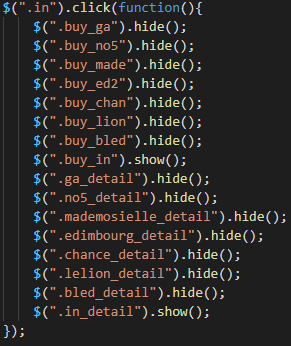 $(".in").click(function(){
    $(".buy_ga").hide();
    $(".buy_no5").hide();
    $(".buy_made").hide();
    $(".buy_ed2").hide();
    $(".buy_chan").hide();
    $(".buy_lion").hide();
    $(".buy_bled").hide();
    $(".buy_in").show();
    $(".ga_detail").hide();
    $(".no5_detail").hide();
    $(".mademosielle_detail").hide();
    $(".edimbourg_detail").hide();
    $(".chance_detail").hide();
    $(".lelion_detail").hide();
    $(".bled_detail").hide();
    $(".in_detail").show();
});